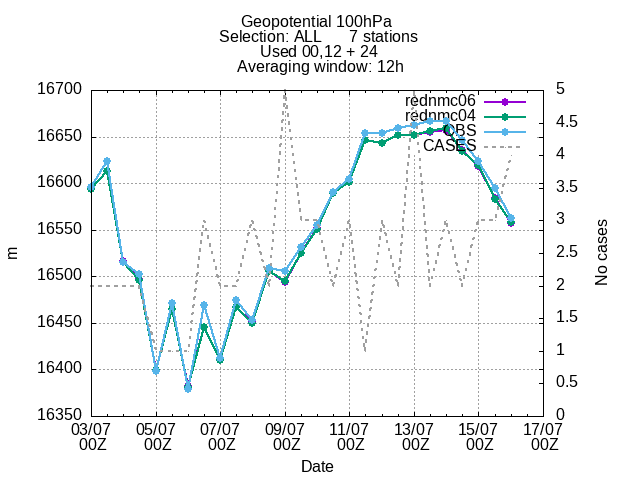 Geopotential 100hPa
Selection: ALL 7 stations
Used 00,12 + 24
Averaging window: 12h
rednmc06
rednmc04
OBS
CASES
16700
16650
16600
16550
16500
16450
16400
16350
5
4.5
4
3.5
3
2.5
2
1.5
1
0.5
0
m
No cases
03/07 05/07 07/07 09/07 11/07 13/07 15/07 17/07
00Z 00Z 00Z 00Z 00Z 00Z 00Z 00Z
Date